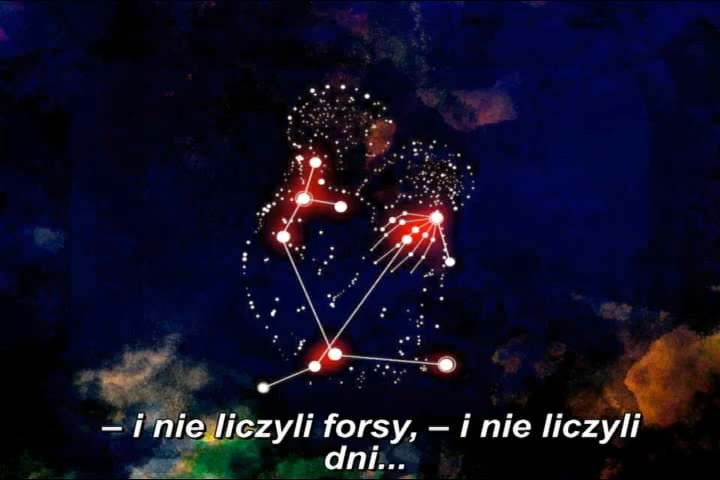 – i nie liczyli forsy, – i nie liczyli
dni...